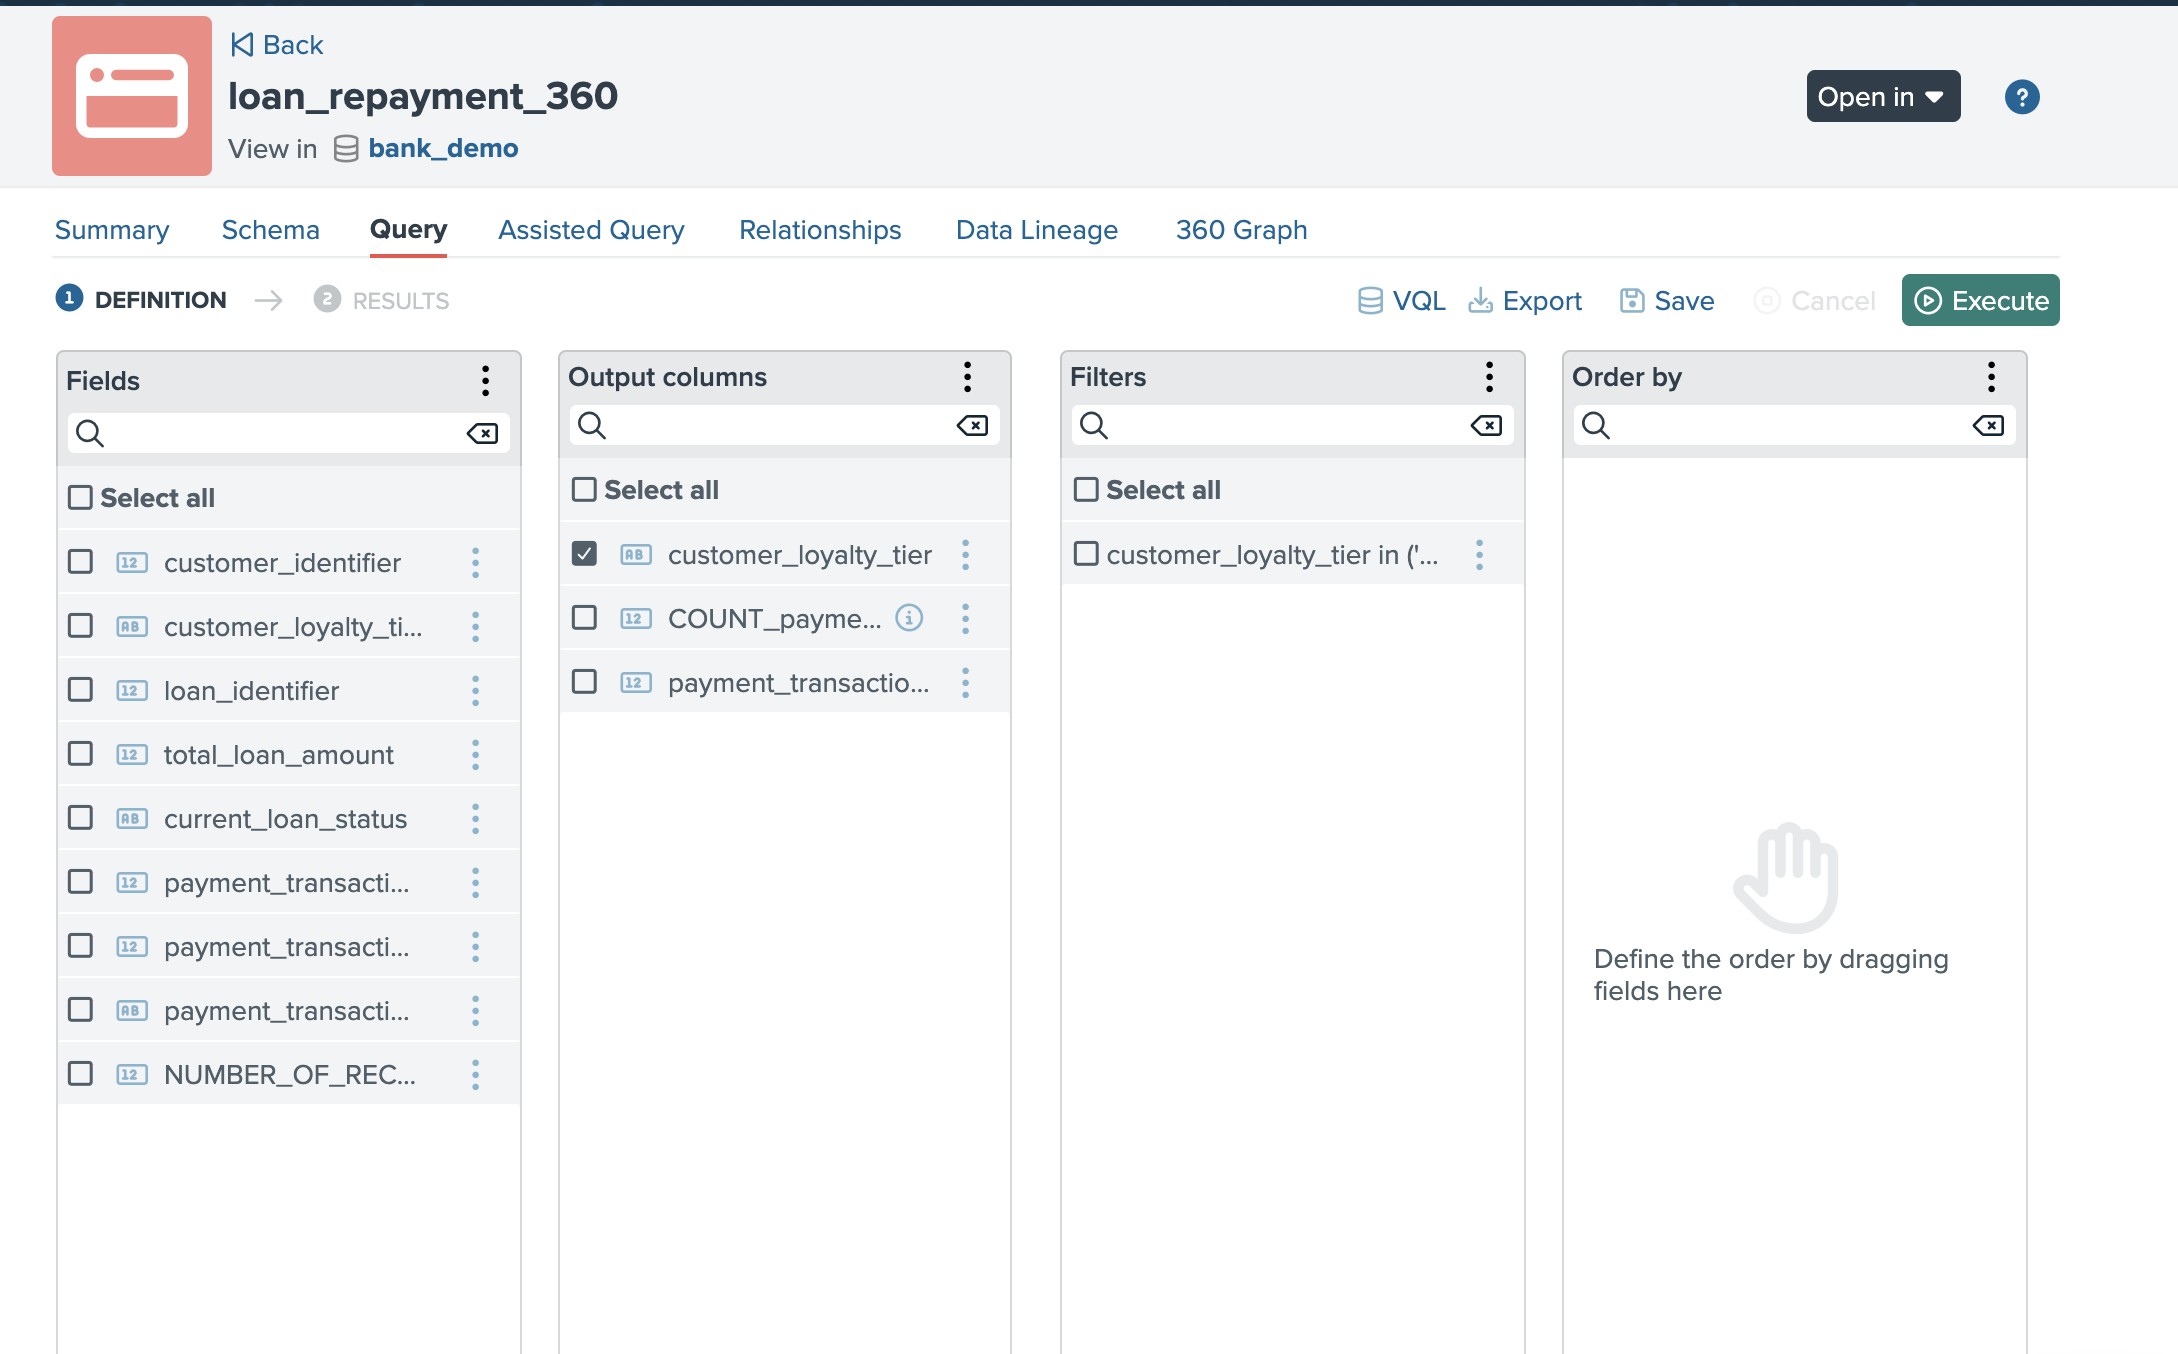 Back
loan_repayment_360
View in bank_demo
Open in
?
Summary Schema Query Assisted Query Relationships Data Lineage 360 Graph
1 DEFINITION 2 RESULTS
VQL Export Save Cancel Execute
Fields
Select all
12 customer_identifier
AB customer_loyalty_ti...
12 loan_identifier
12 total_loan_amount
AB current_loan_status
12 payment_transacti...
12 payment_transacti...
AB payment_transacti...
12 NUMBER_OF_REC...
Output columns
Select all
AB customer_loyalty_tier
12 COUNT_payme... i
12 payment_transactio...
Filters
Select all
customer_loyalty_tier in ('...
Order by
Define the order by dragging
fields here